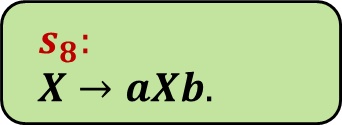 s₈:
X → aXb.